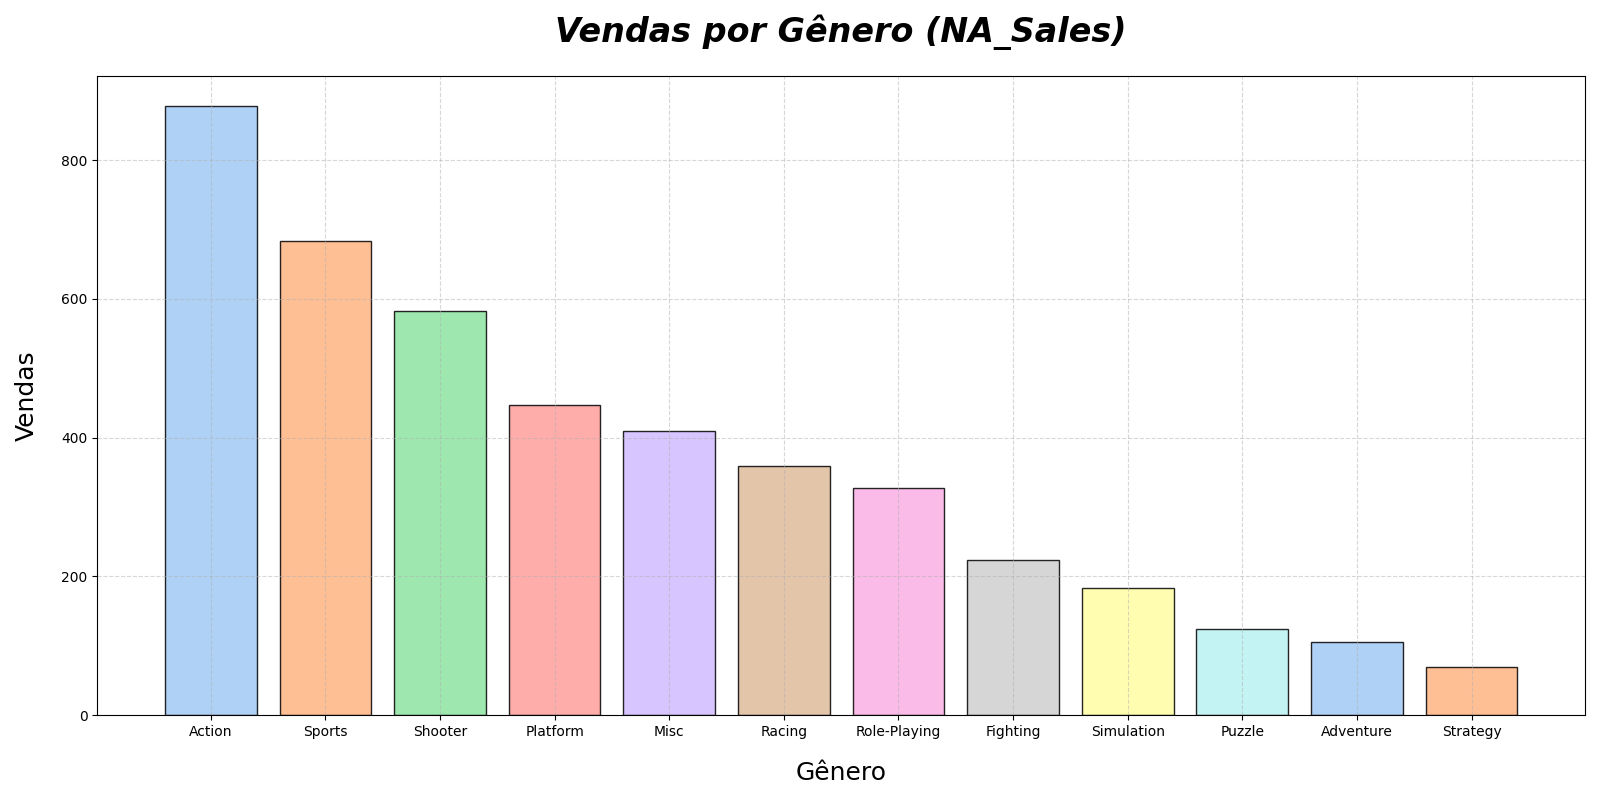 Vendas por Gênero (NA_Sales)
Vendas
800
600
400
200
0
Action Sports Shooter Platform Misc Racing Role-Playing Fighting Simulation Puzzle Adventure Strategy
Gênero